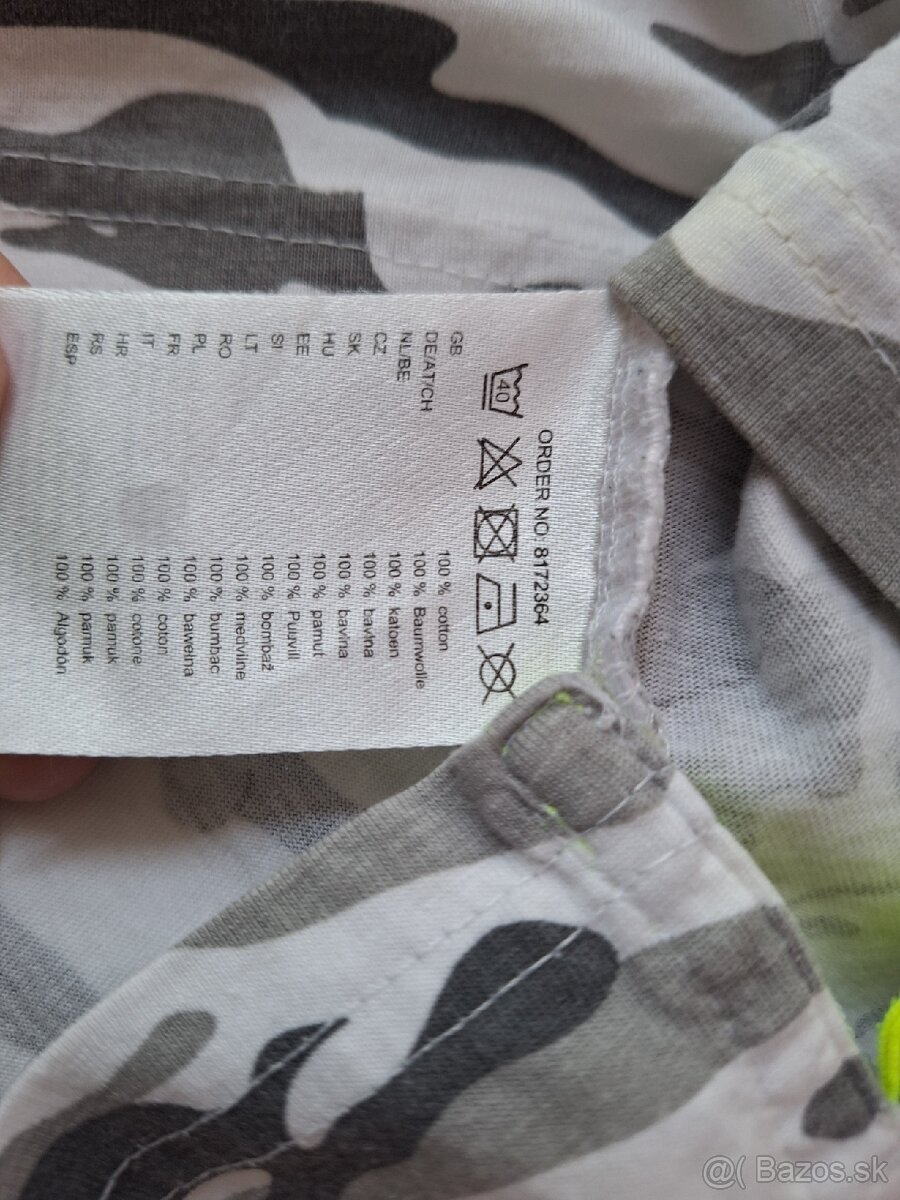 ORDER NO: 8172364
40
GB 100 % cotton
DE/AT/CH 100 % Baumwolle
NL/BE 100 % katoen
CZ 100 % bavlna
SK 100 % bavlna
HU 100 % pamut
EE 100 % Puuvill
SI 100 % bombaž
LT 100 % medvilnė
RO 100 % bumbac
PL 100 % bawełna
FR 100 % coton
IT 100 % cotone
HR 100 % pamuk
RS 100 % pamuk
ESP 100 % Algodón
@( Bazos.sk